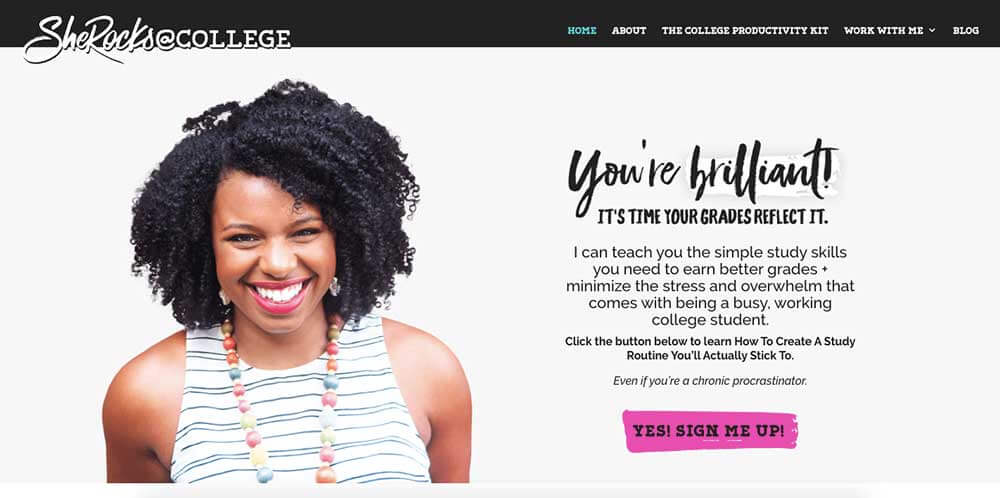 SheRocks@COLLEGE
HOME ABOUT THE COLLEGE PRODUCTIVITY KIT WORK WITH ME BLOG
You're brilliant!
IT'S TIME YOUR GRADES REFLECT IT.
I can teach you the simple study skills
you need to earn better grades +
minimize the stress and overwhelm that
comes with being a busy, working
college student.
Click the button below to learn How To Create A Study
Routine You'll Actually Stick To.
Even if you're a chronic procrastinator.
YES! SIGN ME UP!